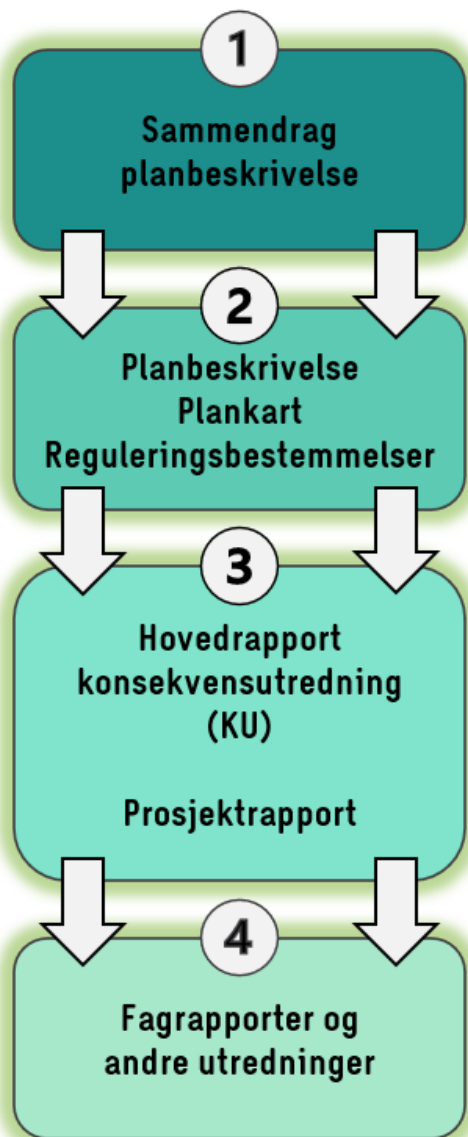 1
Sammendrag
planbeskrivelse
2
Planbeskrivelse
Plankart
Reguleringsbestemmelser
3
Hovedrapport
konsekvensutredning
(KU)
Prosjektrapport
4
Fagrapporter og
andre utredninger